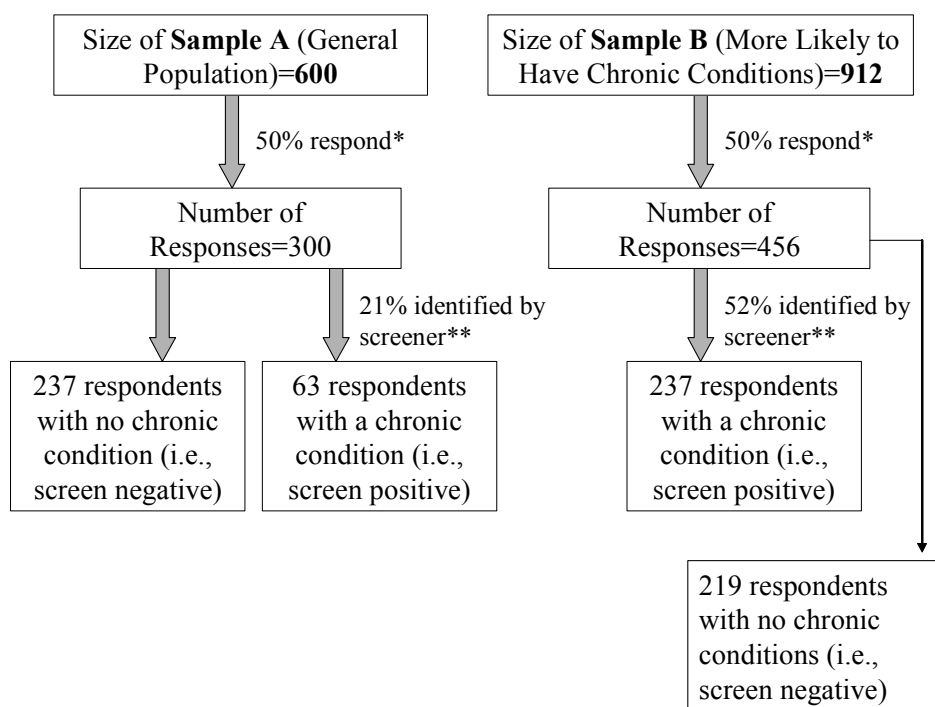 Size of Sample A (General
Population)=600
50% respond*
Number of
Responses=300
21% identified by
screener**
237 respondents
with no chronic
condition (i.e.,
screen negative)
63 respondents
with a chronic
condition (i.e.,
screen positive)
Size of Sample B (More Likely to
Have Chronic Conditions)=912
50% respond*
Number of
Responses=456
52% identified by
screener**
237 respondents
with a chronic
condition (i.e.,
screen positive)
219 respondents
with no chronic
conditions (i.e.,
screen negative)